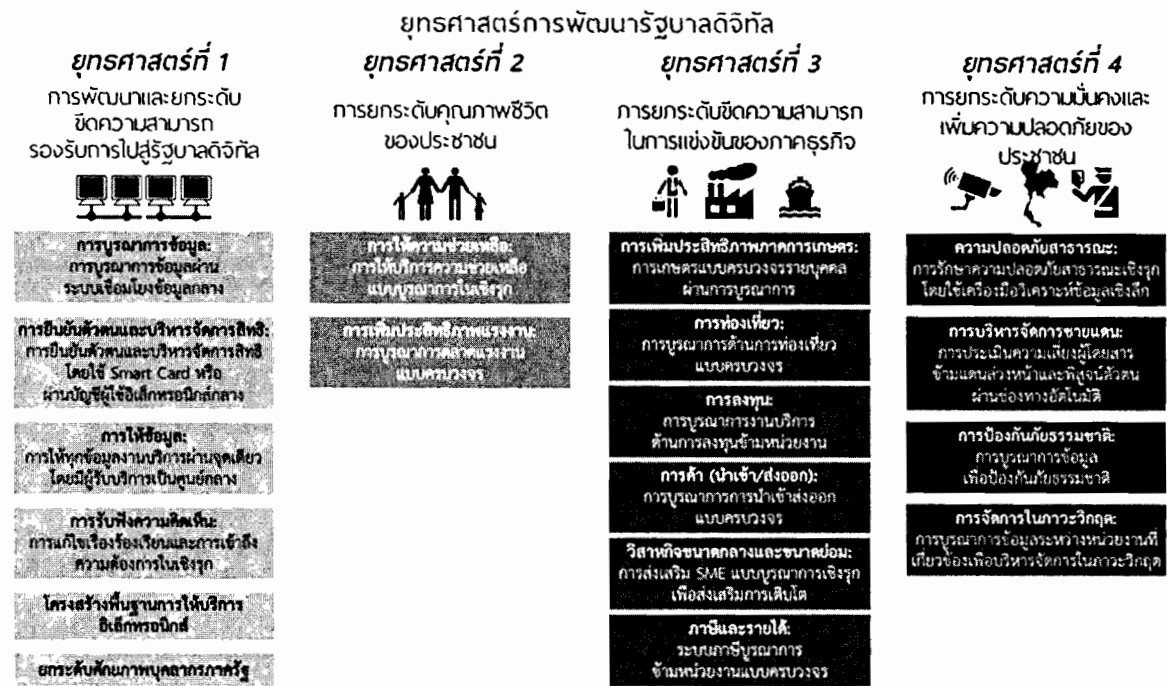 ยุทธศาสตร์การพัฒนารัฐบาลดิจิทัล
ยุทธศาสตร์ที่ 1
การพัฒนาและยกระดับ
ขีดความสามารถ
รองรับการไปสู่รัฐบาลดิจิทัล
การบูรณาการข้อมูล:
การบูรณาการข้อมูลผ่าน
ระบบเชื่อมโยงข้อมูลกลาง
การยืนยันตัวตนและบริหารจัดการสิทธิ:
การยืนยันตัวตนและบริหารจัดการสิทธิ
โดยใช้ Smart Card หรือ
ผ่านบัญชีผู้ใช้อิเล็กทรอนิกส์กลาง
การให้ข้อมูล:
การให้ทุกข้อมูลงานบริการผ่านจุดเดียว
โดยมีผู้รับบริการเป็นศูนย์กลาง
การรับฟังความคิดเห็น:
การแก้ไขเรื่องร้องเรียนและการเข้าถึง
ความต้องการในเชิงรุก
โครงสร้างพื้นฐานการให้บริการ
อิเล็กทรอนิกส์
ยกระดับศักยภาพบุคลากรภาครัฐ
ยุทธศาสตร์ที่ 2
การยกระดับคุณภาพชีวิต
ของประชาชน
การให้ความช่วยเหลือ:
การให้บริการความช่วยเหลือ
แบบบูรณาการในเชิงรุก
การเพิ่มประสิทธิภาพแรงงาน:
การบูรณาการตลาดแรงงาน
แบบครบวงจร
ยุทธศาสตร์ที่ 3
การยกระดับขีดความสามารถ
ในการแข่งขันของภาคธุรกิจ
การเพิ่มประสิทธิภาพภาคการเกษตร:
การเกษตรแบบครบวงจรรายบุคคล
ผ่านการบูรณาการ
การท่องเที่ยว:
การบูรณาการด้านการท่องเที่ยว
แบบครบวงจร
การลงทุน:
การบูรณาการงานบริการ
ด้านการลงทุนข้ามหน่วยงาน
การค้า (นำเข้า/ส่งออก):
การบูรณาการการนำเข้าส่งออก
แบบครบวงจร
วิสาหกิจขนาดกลางและขนาดย่อม:
การส่งเสริม SME แบบบูรณาการเชิงรุก
เพื่อส่งเสริมการเติบโต
ภาษีและรายได้:
ระบบภาษีบูรณาการ
ข้ามหน่วยงานแบบครบวงจร
ยุทธศาสตร์ที่ 4
การยกระดับความมั่นคงและ
เพิ่มความปลอดภัยของ
ประชาชน
ความปลอดภัยสาธารณะ:
การรักษาความปลอดภัยสาธารณะเชิงรุก
โดยใช้เครื่องมือวิเคราะห์ข้อมูลเชิงลึก
การบริหารจัดการชายแดน:
การประเมินความเสี่ยงผู้โดยสาร
ข้ามแดนล่วงหน้าและพิสูจน์ตัวตน
ผ่านช่องทางอัตโนมัติ
การป้องกันภัยธรรมชาติ:
การบูรณาการข้อมูล
เพื่อป้องกันภัยธรรมชาติ
การจัดการในภาวะวิกฤต:
การบูรณาการข้อมูลระหว่างหน่วยงานที่
เกี่ยวข้องเพื่อบริหารจัดการในภาวะวิกฤต